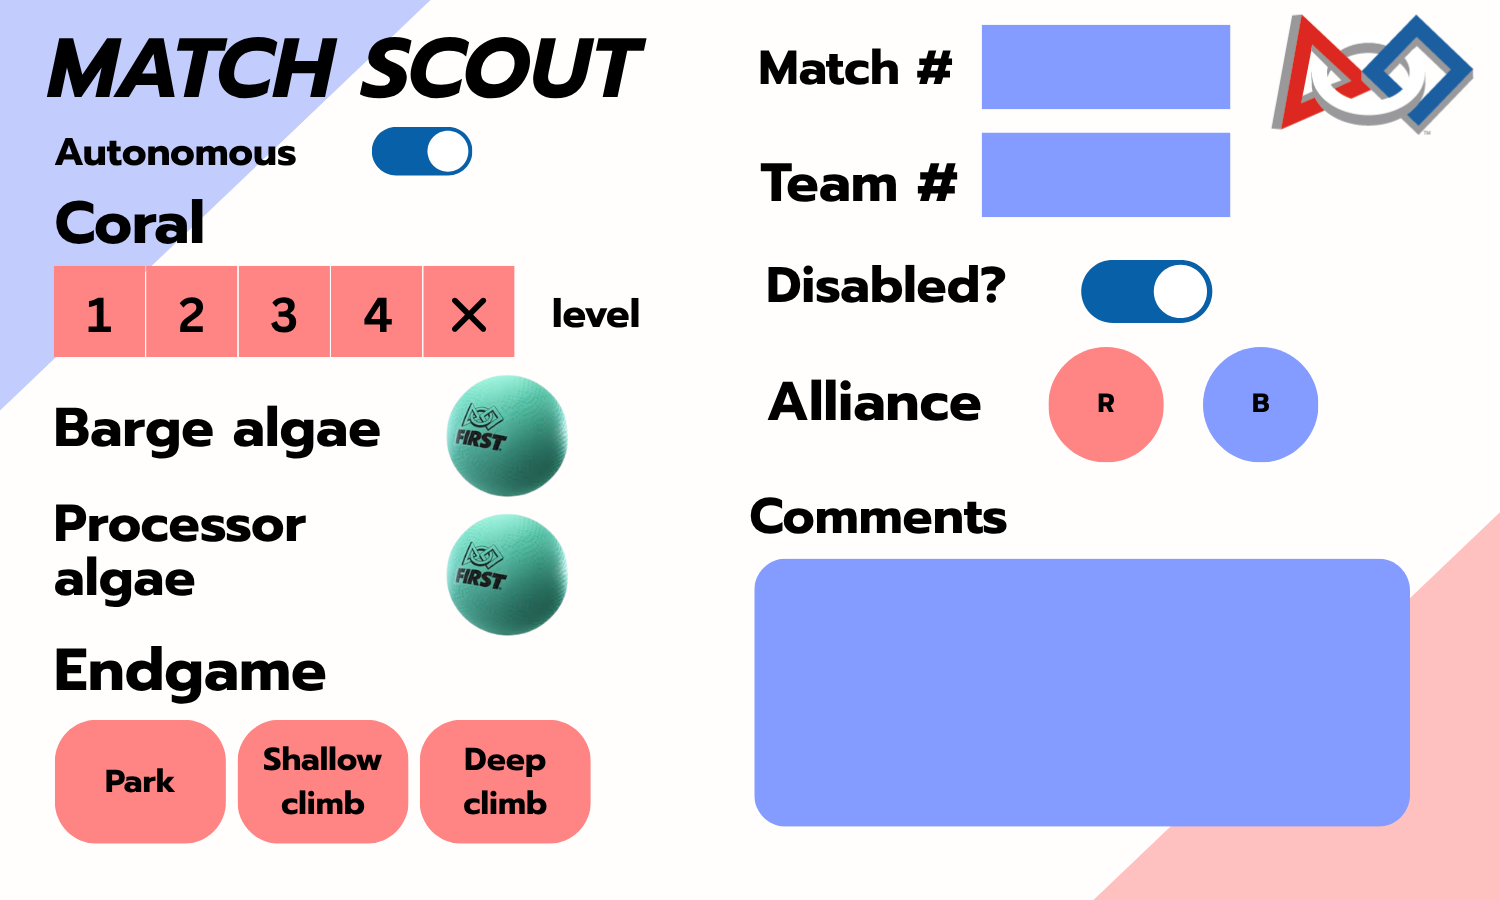 MATCH SCOUT
Autonomous
Coral
1 2 3 4 × level
Barge algae
FIRST
Processor
algae
FIRST
Endgame
Park
Shallow
climb
Deep
climb
Match #
Team #
Disabled?
Alliance
R
B
Comments
TM